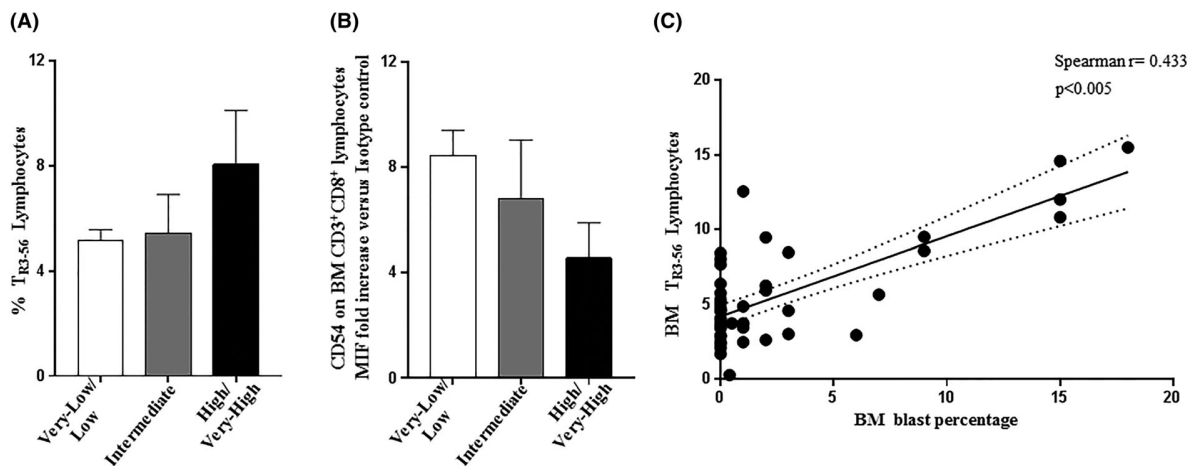 (A)
% TR3-56 Lymphocytes
12
8
4
0
Very-Low/
Low
Intermediate
High/
Very-High
(B)
CD54 on BM CD3+CD8+ lymphocytes
MIF fold increase versus Isotype control
12
8
4
0
Very-Low/
Low
Intermediate
High/
Very-High
(C)
Spearman r= 0.433
p<0.005
BM TR3-56 Lymphocytes
20
15
10
5
0
0 5 10 15 20
BM blast percentage